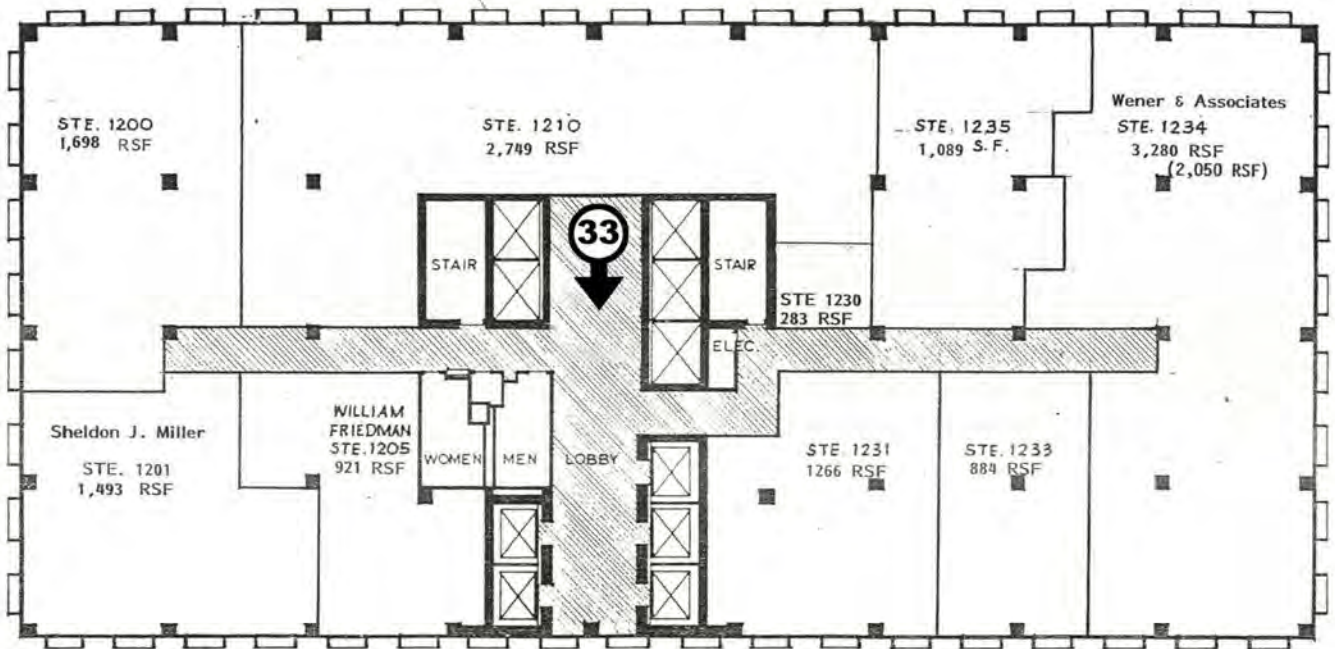 STE. 1200
1,698 RSF
STE. 1210
2,749 RSF
STE. 1235
1,089 S.F.
Wener & Associates
STE. 1234
3,280 RSF
(2,050 RSF)
33
STAIR
STAIR
STE 1230
283 RSF
ELEC.
Sheldon J. Miller
STE. 1201
1,493 RSF
WILLIAM
FRIEDMAN
STE. 1205
921 RSF
WOMEN
MEN
LOBBY
STE. 1231
1266 RSF
STE. 1233
884 RSF